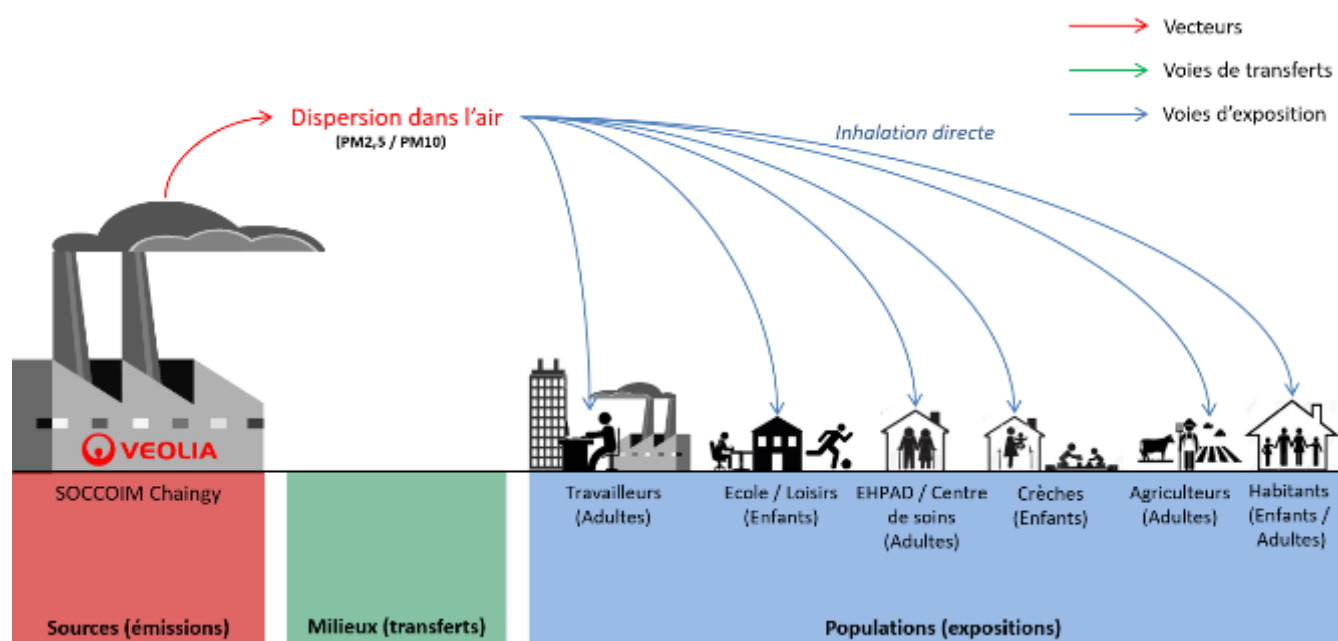 Vecteurs
Voies de transferts
Voies d'exposition
Dispersion dans l'air
(PM2,5 / PM10)
Inhalation directe
VEOLIA
SOCCOIM Chaingy
Travailleurs
(Adultes)
Ecole / Loisirs
(Enfants)
EHPAD / Centre
de soins
(Adultes)
Crèches
(Enfants)
Agriculteurs
(Adultes)
Habitants
(Enfants /
Adultes)
Sources (émissions)
Milieux (transferts)
Populations (expositions)